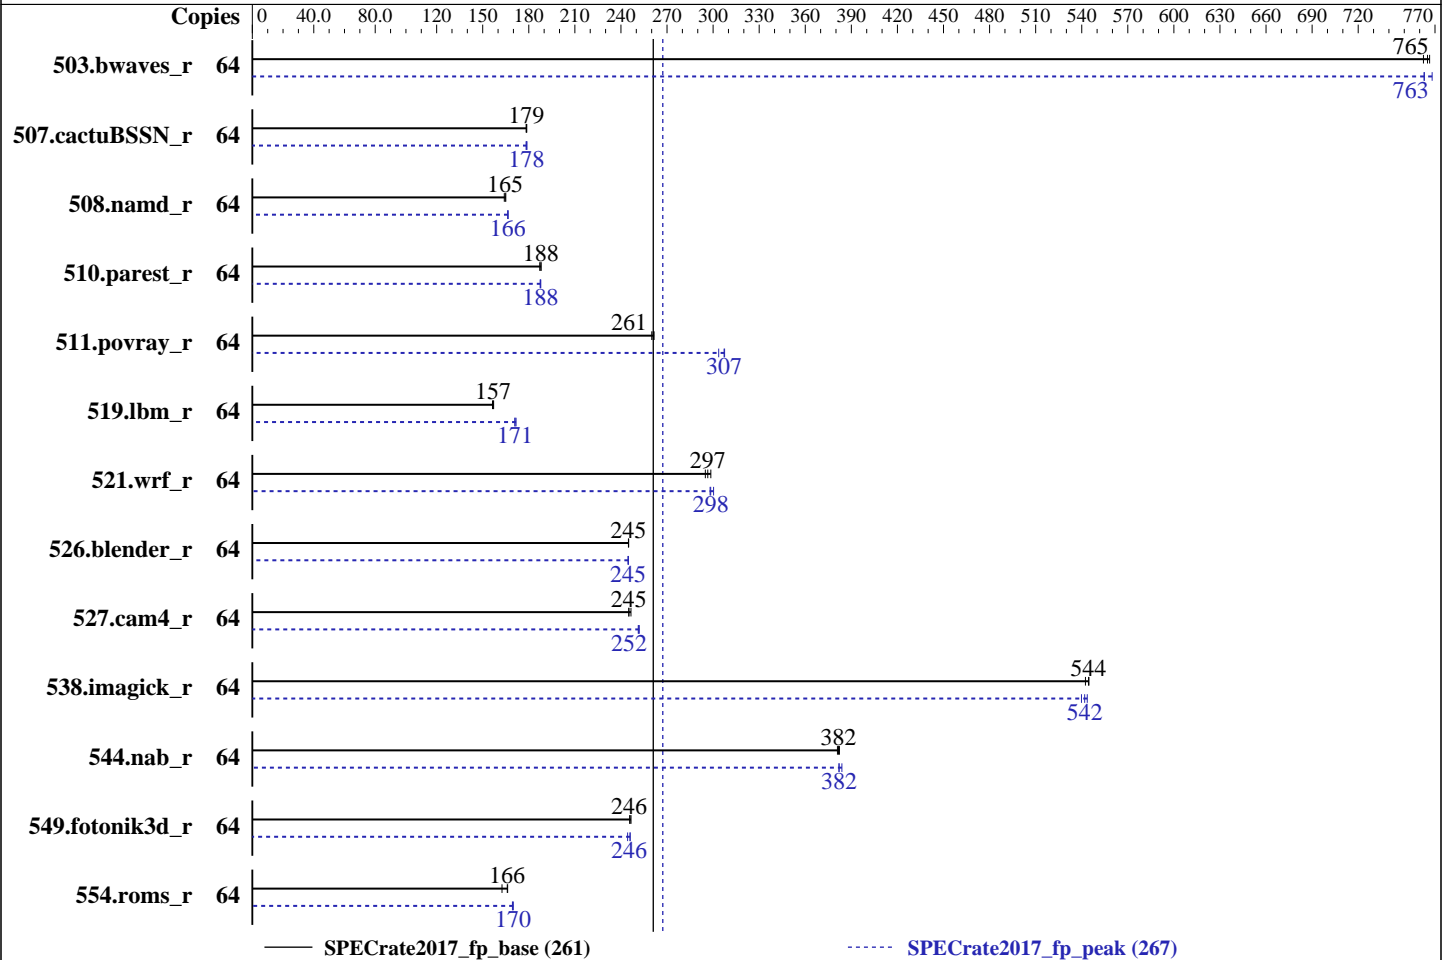 Copies 0 40.0 80.0 120 150 180 210 240 270 300 330 360 390 420 450 480 510 540 570 600 630 660 690 720 770
765
503.bwaves_r 64
763
179
507.cactuBSSN_r 64
178
165
508.namd_r 64
166
188
510.parest_r 64
188
261
511.povray_r 64
307
157
519.lbm_r 64
171
297
521.wrf_r 64
298
245
526.blender_r 64
245
245
527.cam4_r 64
252
544
538.imagick_r 64
542
382
544.nab_r 64
382
246
549.fotonik3d_r 64
246
166
554.roms_r 64
170
SPECrate2017_fp_base (261) SPECrate2017_fp_peak (267)